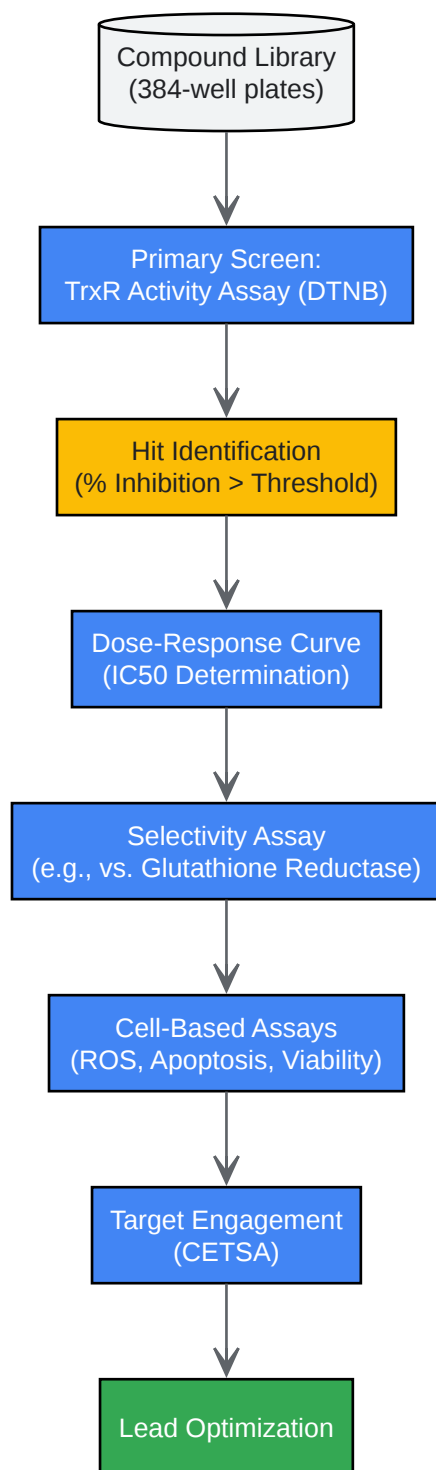 Compound Library
(384-well plates)
Primary Screen:
TrxR Activity Assay (DTNB)
Hit Identification
(% Inhibition > Threshold)
Dose-Response Curve
(IC50 Determination)
Selectivity Assay
(e.g., vs. Glutathione Reductase)
Cell-Based Assays
(ROS, Apoptosis, Viability)
Target Engagement
(CETSA)
Lead Optimization